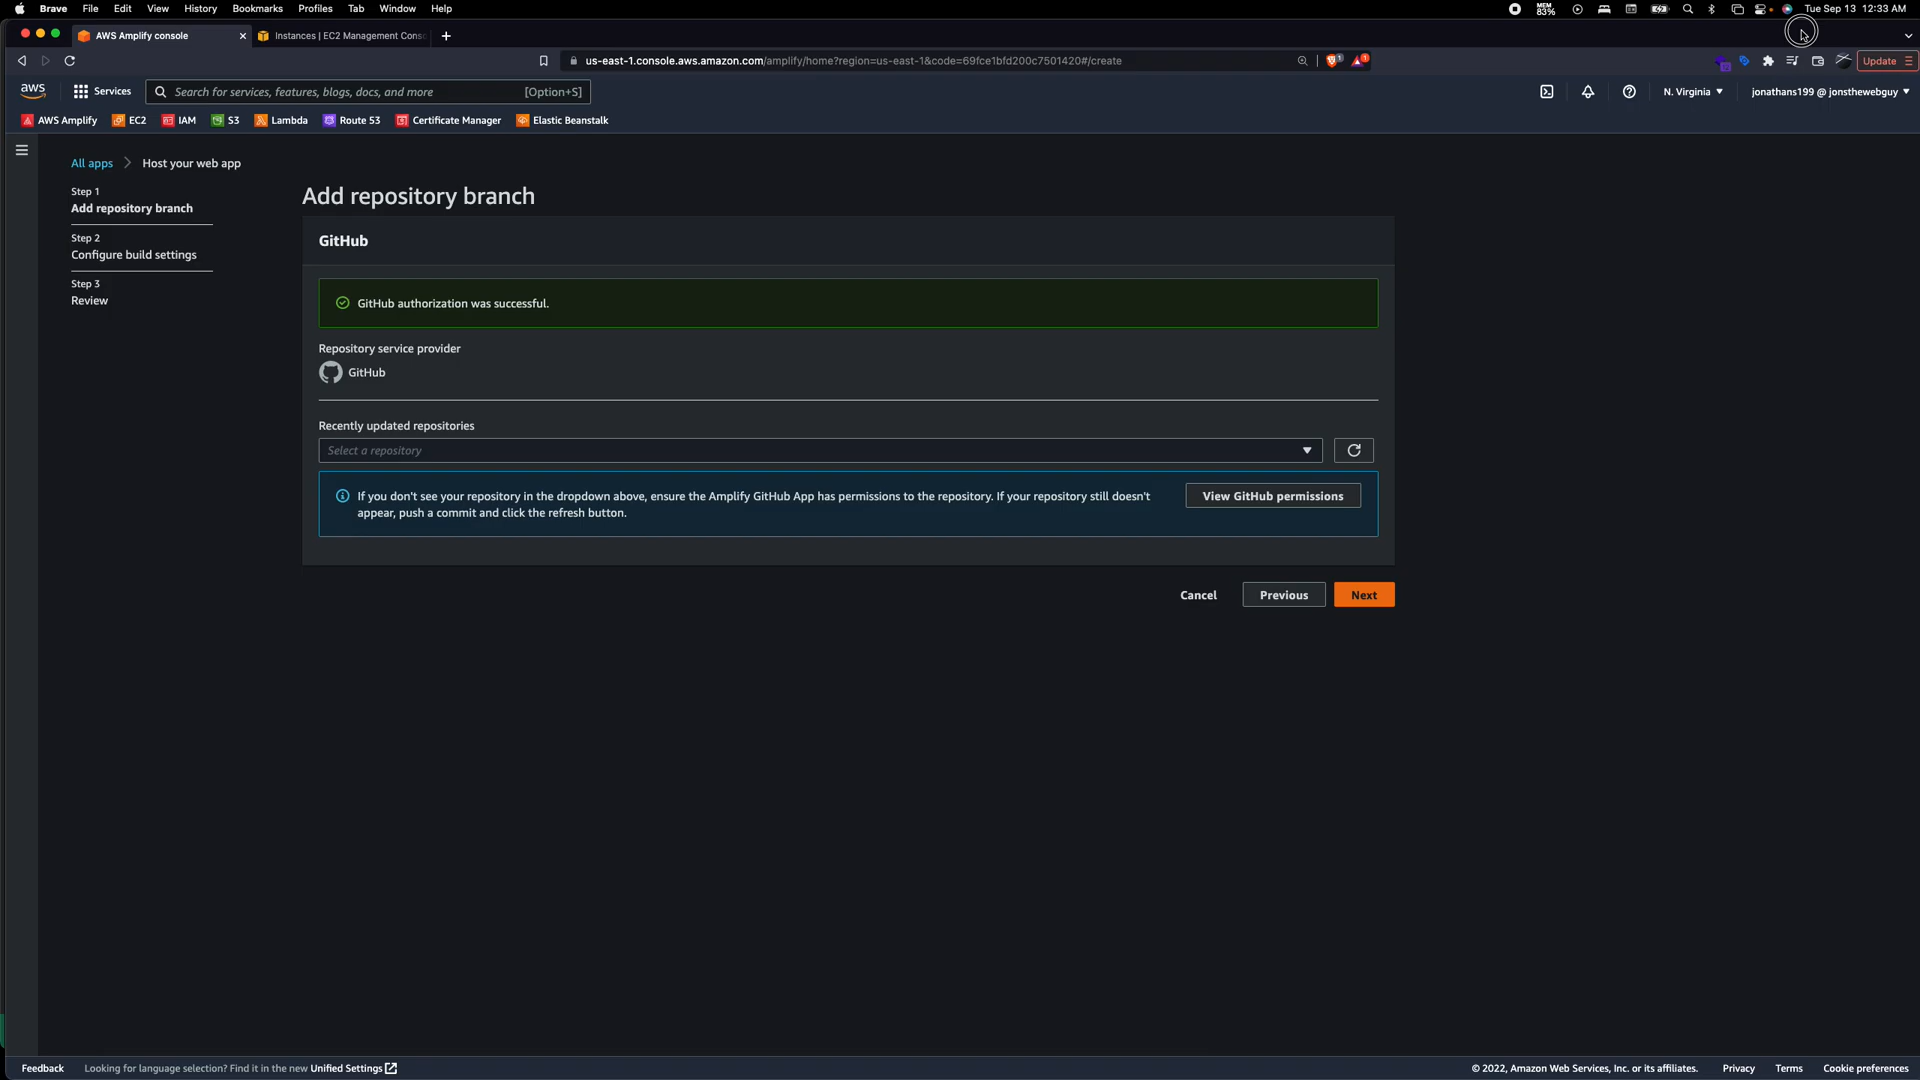 Brave File Edit View History Bookmarks Profiles Tab Window Help
MEM 83% Tue Sep 13 12:33 AM
AWS Amplify console
Instances | EC2 Management Cons
us-east-1.console.aws.amazon.com/amplify/home?region=us-east-1&code=69fce1bfd200c7501420#/create
Update
aws Services Search for services, features, blogs, docs, and more [Option+S]
N. Virginia jonathans199 @ jonsthewebguy
AWS Amplify EC2 IAM S3 Lambda Route 53 Certificate Manager Elastic Beanstalk
All apps Host your web app
Step 1
Add repository branch
Step 2
Configure build settings
Step 3
Review
Add repository branch
GitHub
GitHub authorization was successful.
Repository service provider
GitHub
Recently updated repositories
Select a repository
If you don't see your repository in the dropdown above, ensure the Amplify GitHub App has permissions to the repository. If your repository still doesn't
appear, push a commit and click the refresh button.
View GitHub permissions
Cancel Previous Next
Feedback Looking for language selection? Find it in the new Unified Settings
© 2022, Amazon Web Services, Inc. or its affiliates. Privacy Terms Cookie preferences